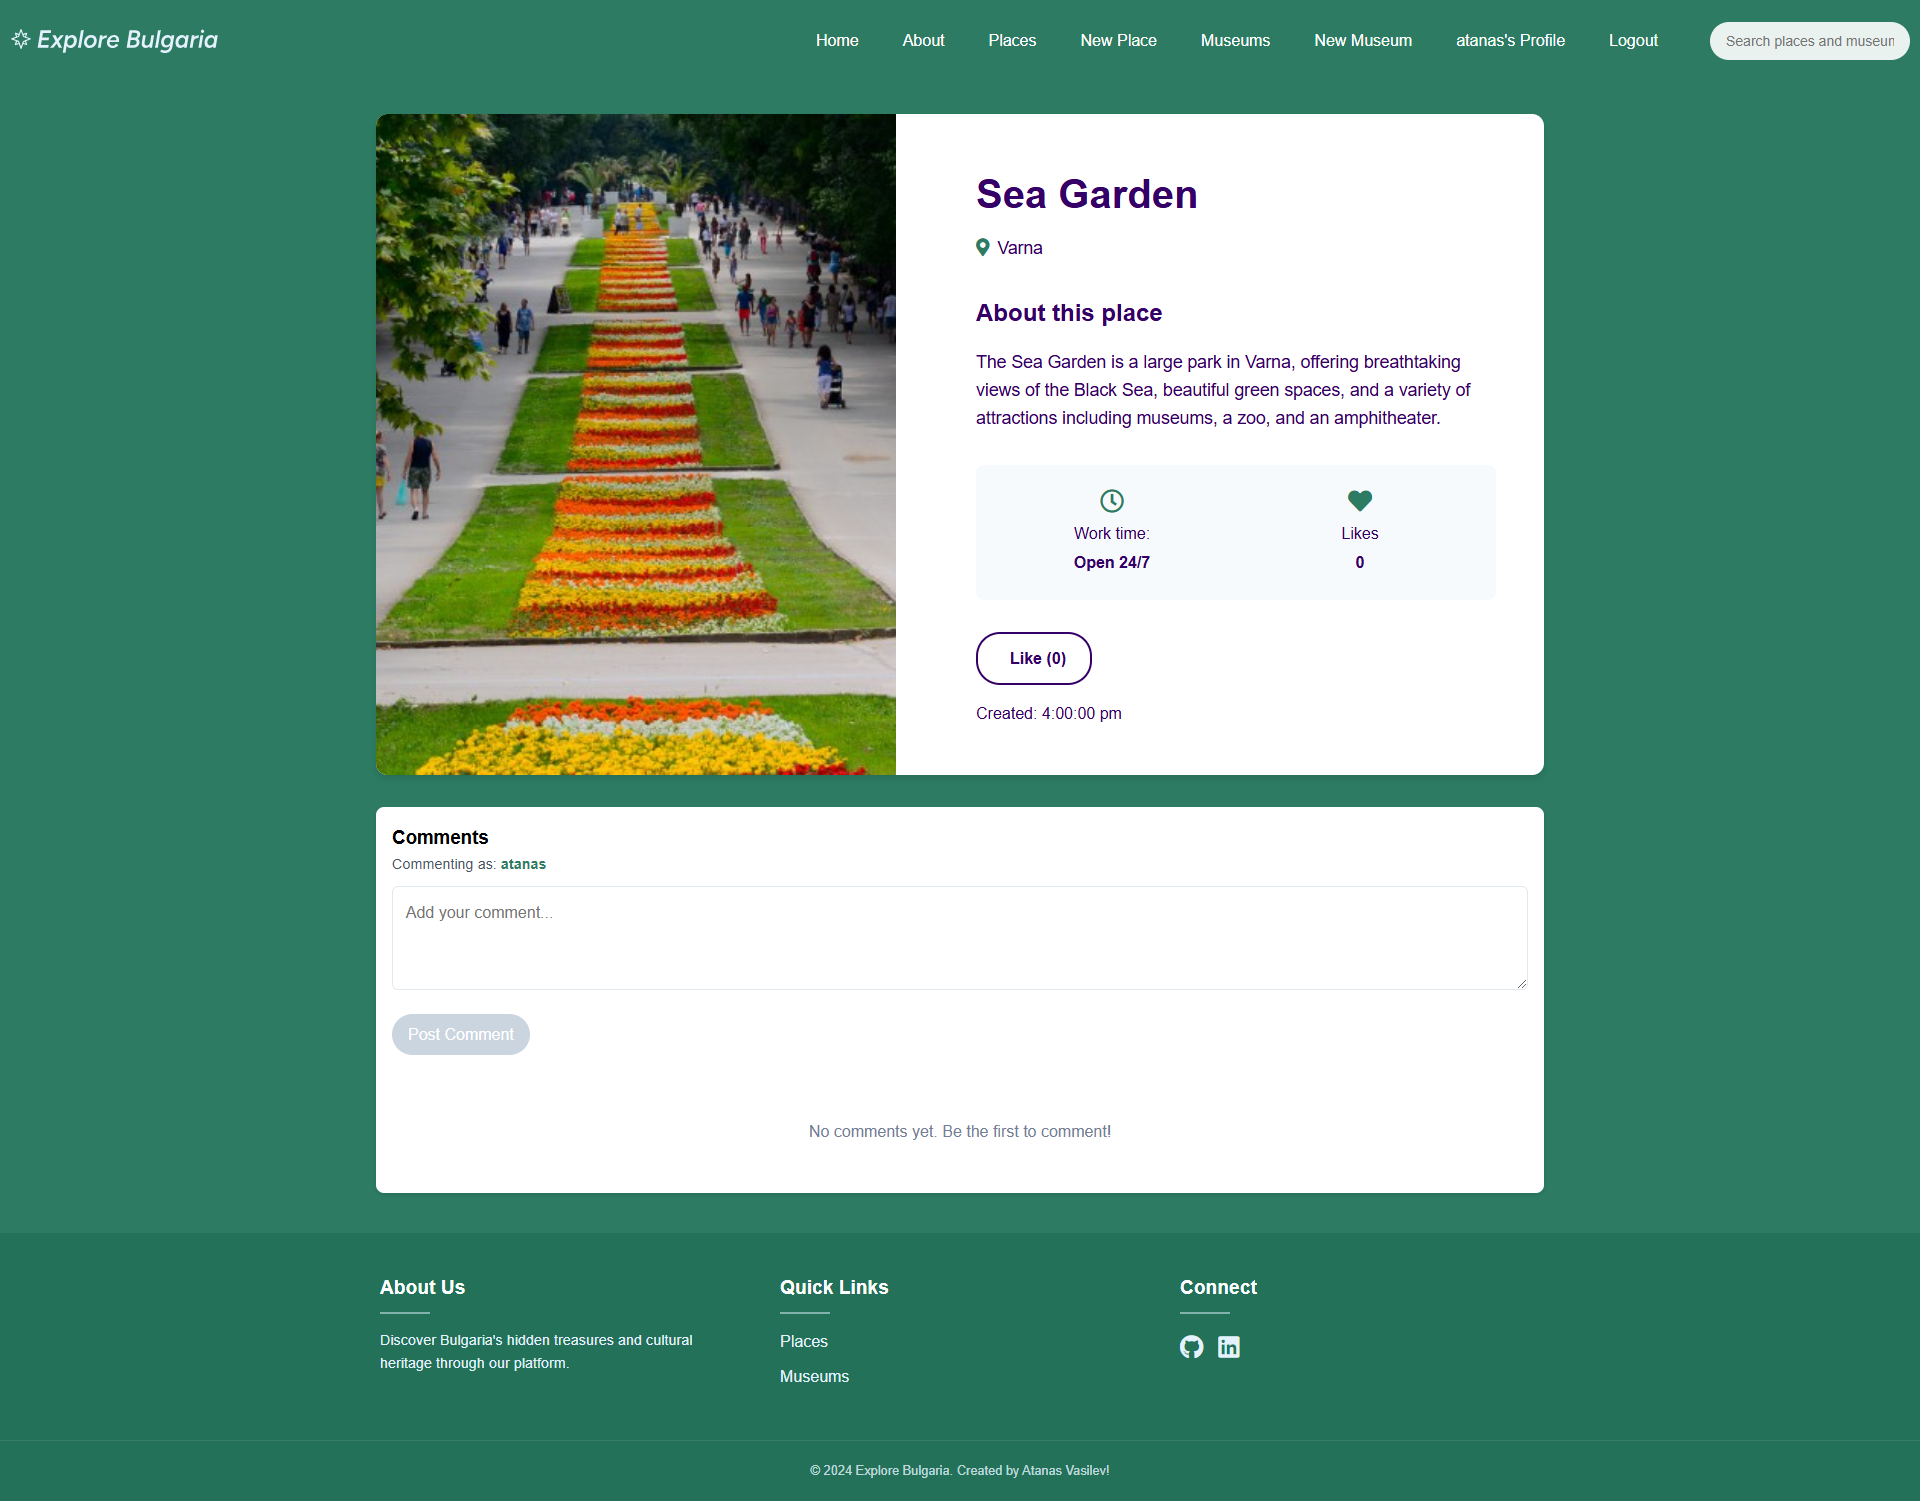 Explore Bulgaria
Home
About
Places
New Place
Museums
New Museum
atanas's Profile
Logout
Search places and museun
Sea Garden
Varna
About this place
The Sea Garden is a large park in Varna, offering breathtaking
views of the Black Sea, beautiful green spaces, and a variety of
attractions including museums, a zoo, and an amphitheater.
Work time:
Open 24/7
Likes
0
Like (0)
Created: 4:00:00 pm
Comments
Commenting as: atanas
Add your comment...
Post Comment
No comments yet. Be the first to comment!
About Us
Discover Bulgaria's hidden treasures and cultural
heritage through our platform.
Quick Links
Places
Museums
Connect
© 2024 Explore Bulgaria. Created by Atanas Vasilev!